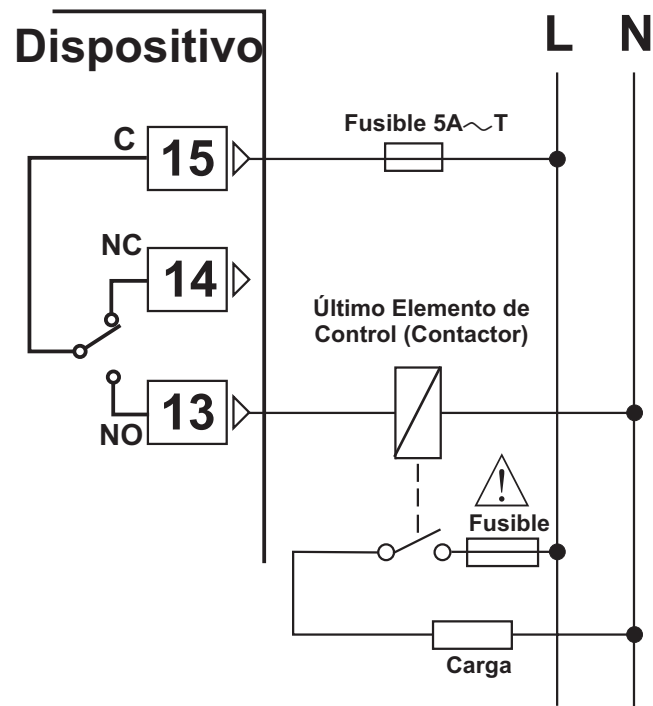 Dispositivo
L N
C
15
Fusible 5A～T
NC
14
Último Elemento de
Control (Contactor)
13
NO
Fusible
Carga